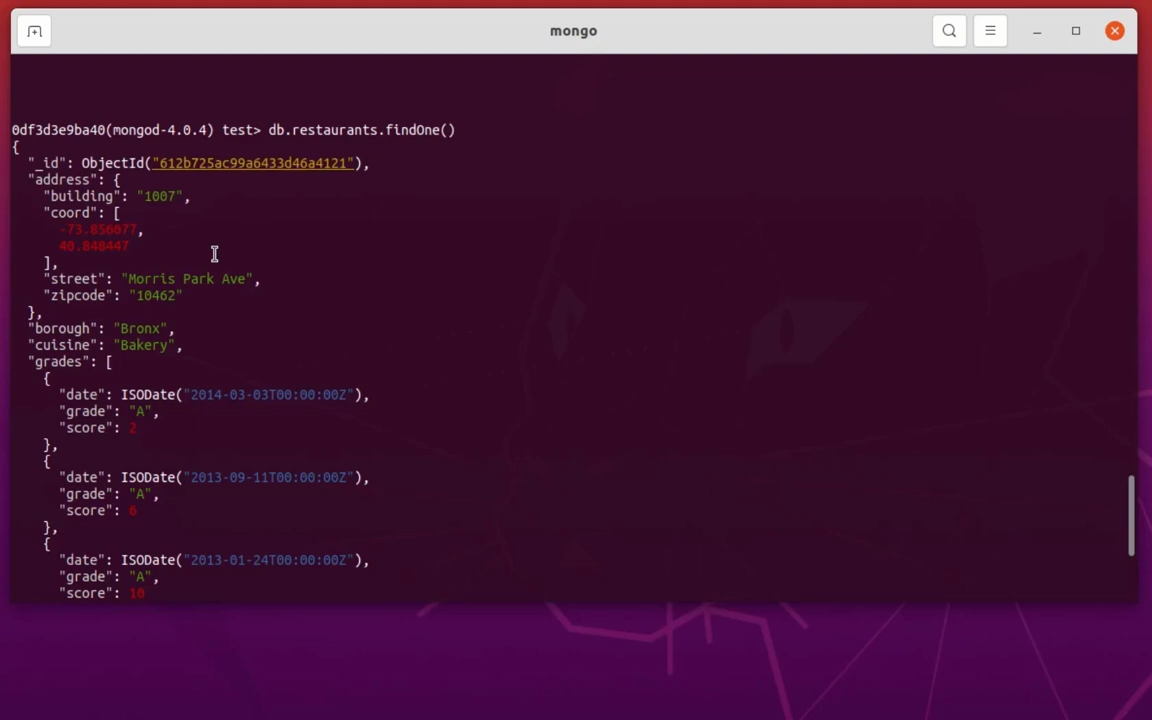 mongo
0df3d3e9ba40(mongod-4.0.4) test> db.restaurants.findOne()
{
  "_id": ObjectId("612b725ac99a6433d46a4121"),
  "address": {
    "building": "1007",
    "coord": [
      -73.856077,
      40.848447
    ],
    "street": "Morris Park Ave",
    "zipcode": "10462"
  },
  "borough": "Bronx",
  "cuisine": "Bakery",
  "grades": [
    {
      "date": ISODate("2014-03-03T00:00:00Z"),
      "grade": "A",
      "score": 2
    },
    {
      "date": ISODate("2013-09-11T00:00:00Z"),
      "grade": "A",
      "score": 6
    },
    {
      "date": ISODate("2013-01-24T00:00:00Z"),
      "grade": "A",
      "score": 10